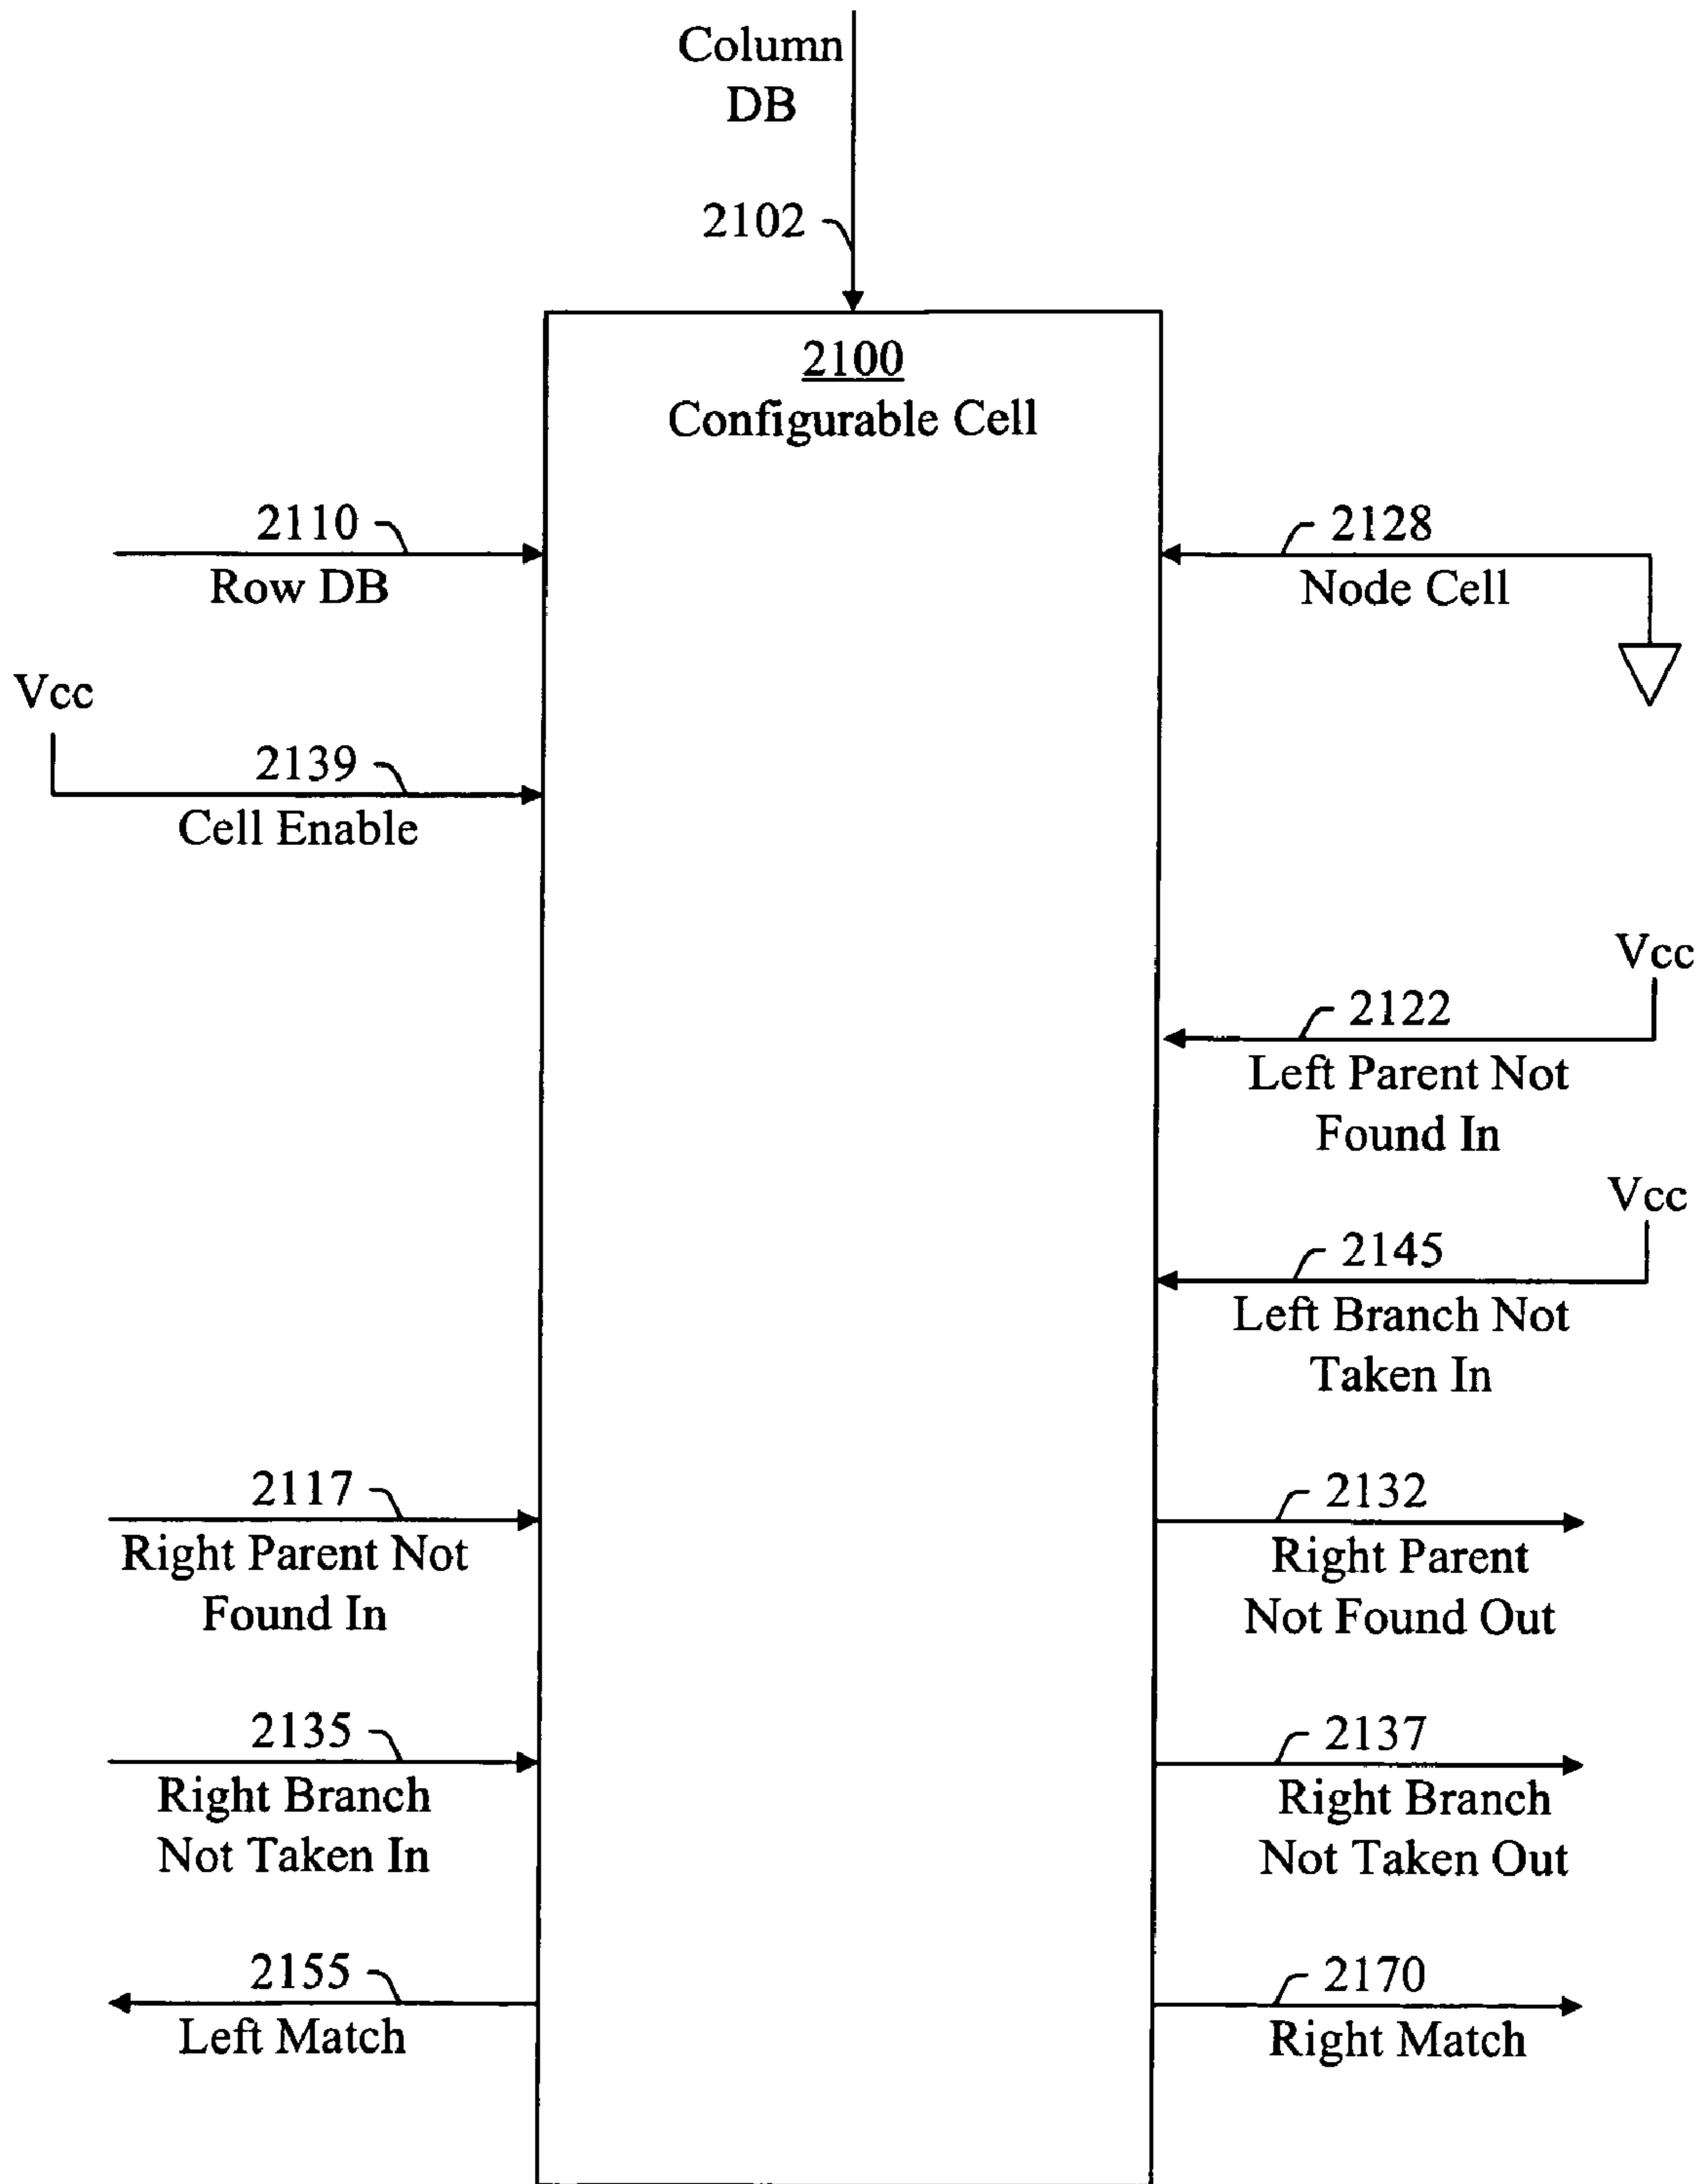 Column
DB
2102
2100
Configurable Cell
2110
Row DB
2128
Node Cell
Vcc
2139
Cell Enable
Vcc
2122
Left Parent Not
Found In
Vcc
2145
Left Branch Not
Taken In
2117
Right Parent Not
Found In
2132
Right Parent
Not Found Out
2135
Right Branch
Not Taken In
2137
Right Branch
Not Taken Out
2155
Left Match
2170
Right Match